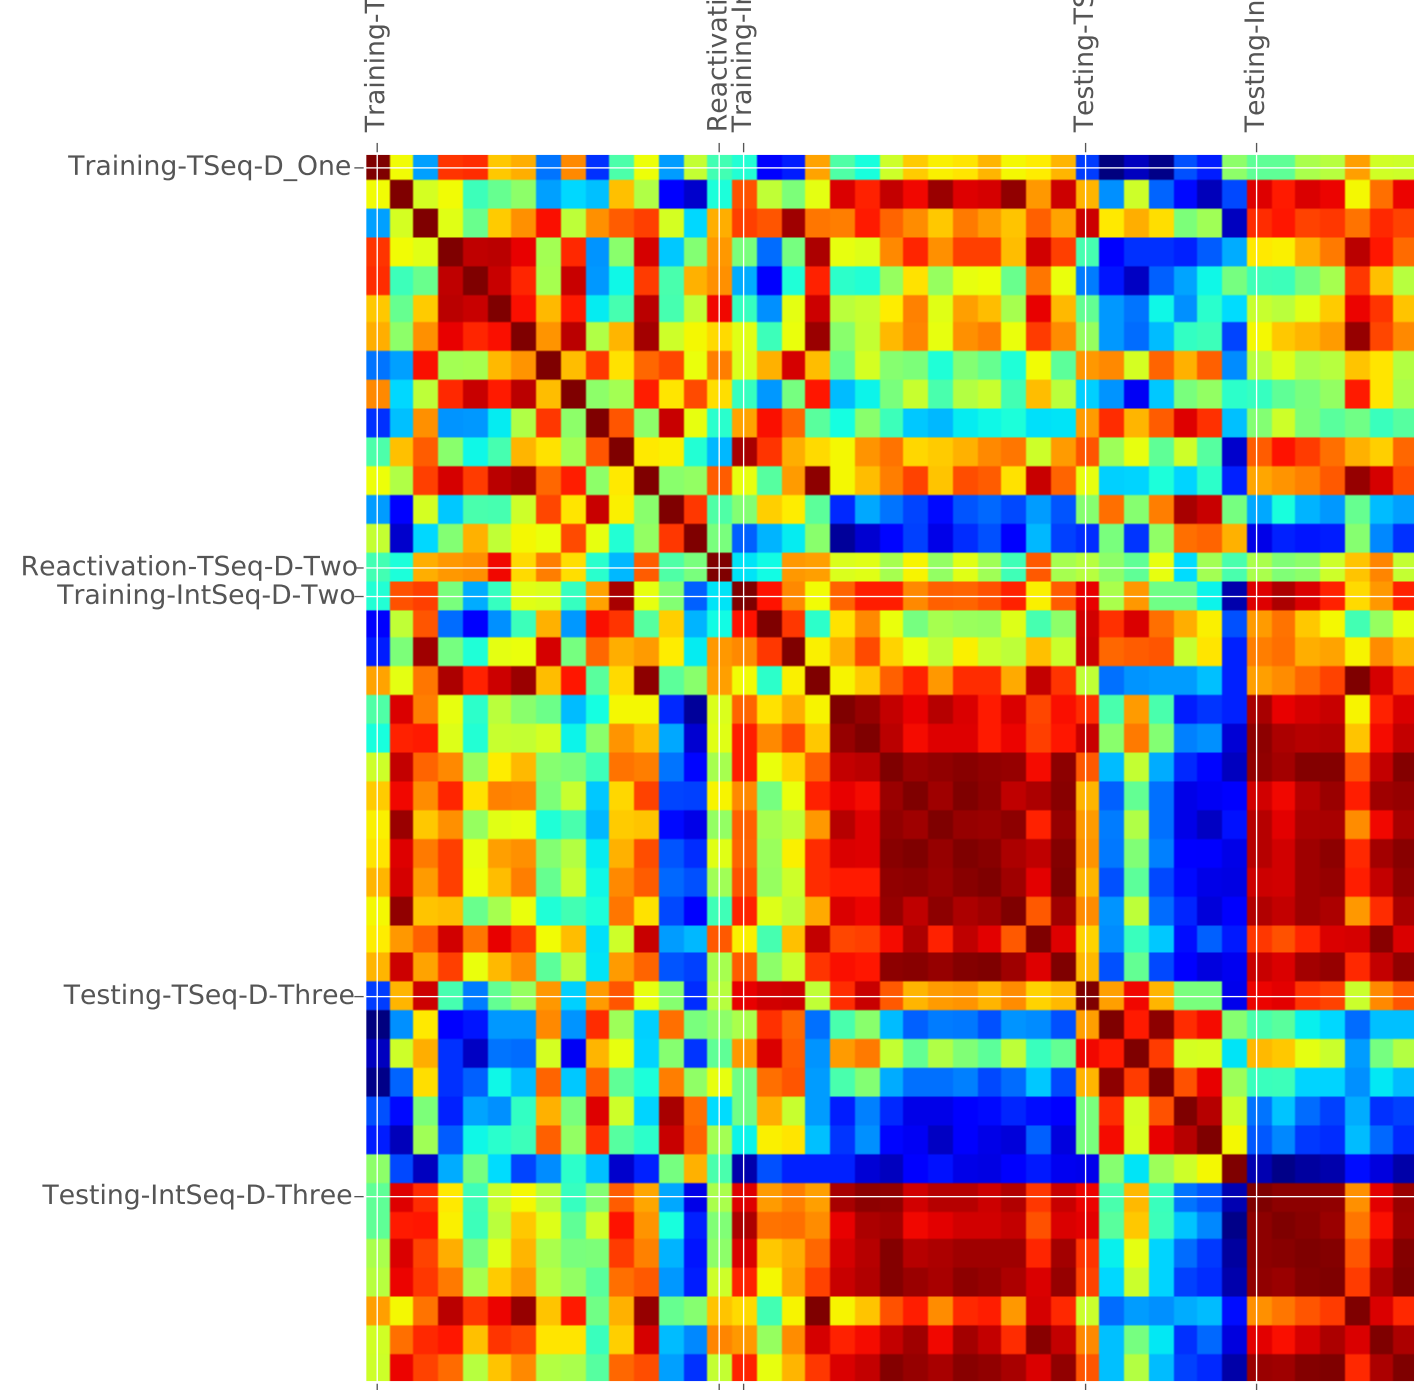 Training-T
Reactivati
Training-I
Testing-TS
Testing-In
Training-TSeq-D_One
Reactivation-TSeq-D-Two
Training-IntSeq-D-Two
Testing-TSeq-D-Three
Testing-IntSeq-D-Three